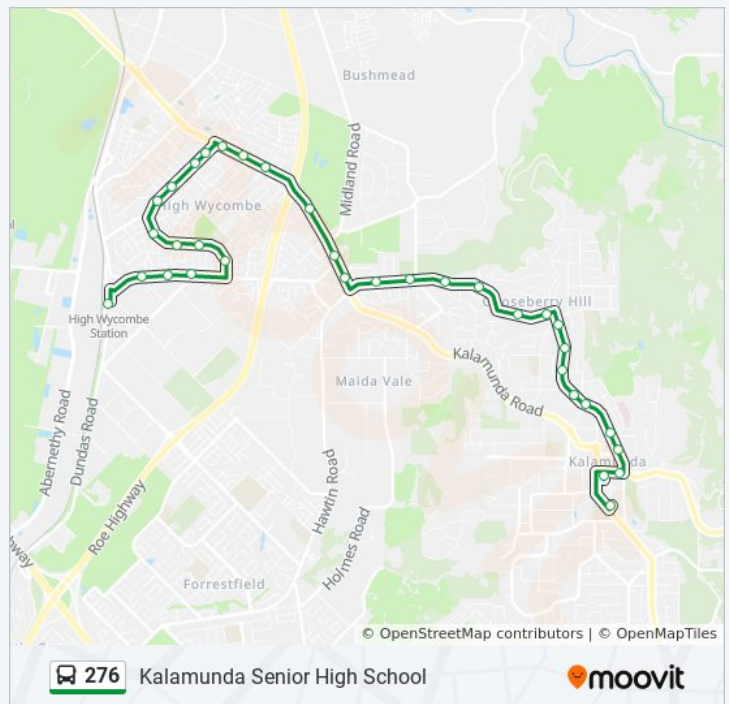 Bushmead
Midland Road
High Wycombe
Gooseberry Hill
High Wycombe
Station
Kalamunda Road
Maida Vale
Abernethy Road
Dundas Road
Kalamunda
Roe Highway
Hawtin Road
Holmes Road
Forrestfield
© OpenStreetMap contributors | © OpenMapTiles
276 Kalamunda Senior High School
moovit